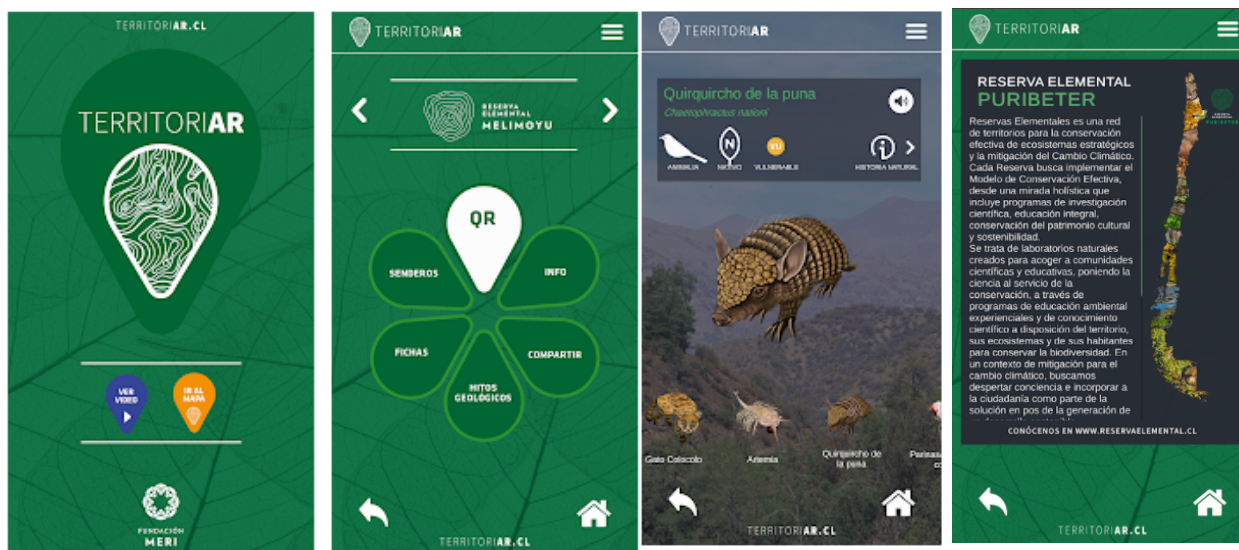 TERRITORIAR.CL
TERRITORIAR
VER
VIDEO
IR AL
MAPA
FUNDACIÓN
MERI
TERRITORIAR
RESERVA
ELEMENTAL
MELIMOYU
QR
SENDEROS
INFO
FICHAS
COMPARTIR
HITOS
GEOLÓGICOS
TERRITORIAR.CL
TERRITORIAR
Quirquircho de la puna
Chaetophractus nationi
N
VU
ANIMALIA
NATIVO
VULNERABLE
HISTORIA NATURAL
Gato Colocolo
Artemia
Quirquircho de
la puna
Parinas
TERRITORIAR.CL
TERRITORIAR
RESERVA ELEMENTAL
PURIBETER
Reservas Elementales es una red
de territorios para la conservación
efectiva de ecosistemas estratégicos
y la mitigación del Cambio Climático.
Cada Reserva busca implementar el
Modelo de Conservación Efectiva,
desde una mirada holística que
incluye programas de investigación
científica, educación integral,
conservación del patrimonio cultural
y sostenibilidad.
Se trata de laboratorios naturales
creados para acoger a comunidades
científicas y educativas, poniendo la
ciencia al servicio de la
conservación, a través de
programas de educación ambiental
experienciales y de conocimiento
científico a disposición del territorio,
sus ecosistemas y de sus habitantes
para conservar la biodiversidad. En
un contexto de mitigación para el
cambio climático, buscamos
despertar conciencia e incorporar a
la ciudadanía como parte de la
solución en pos de la generación de
PURIBETER
CONÓCENOS EN WWW.RESERVAELEMENTAL.CL
TERRITORIAR.CL